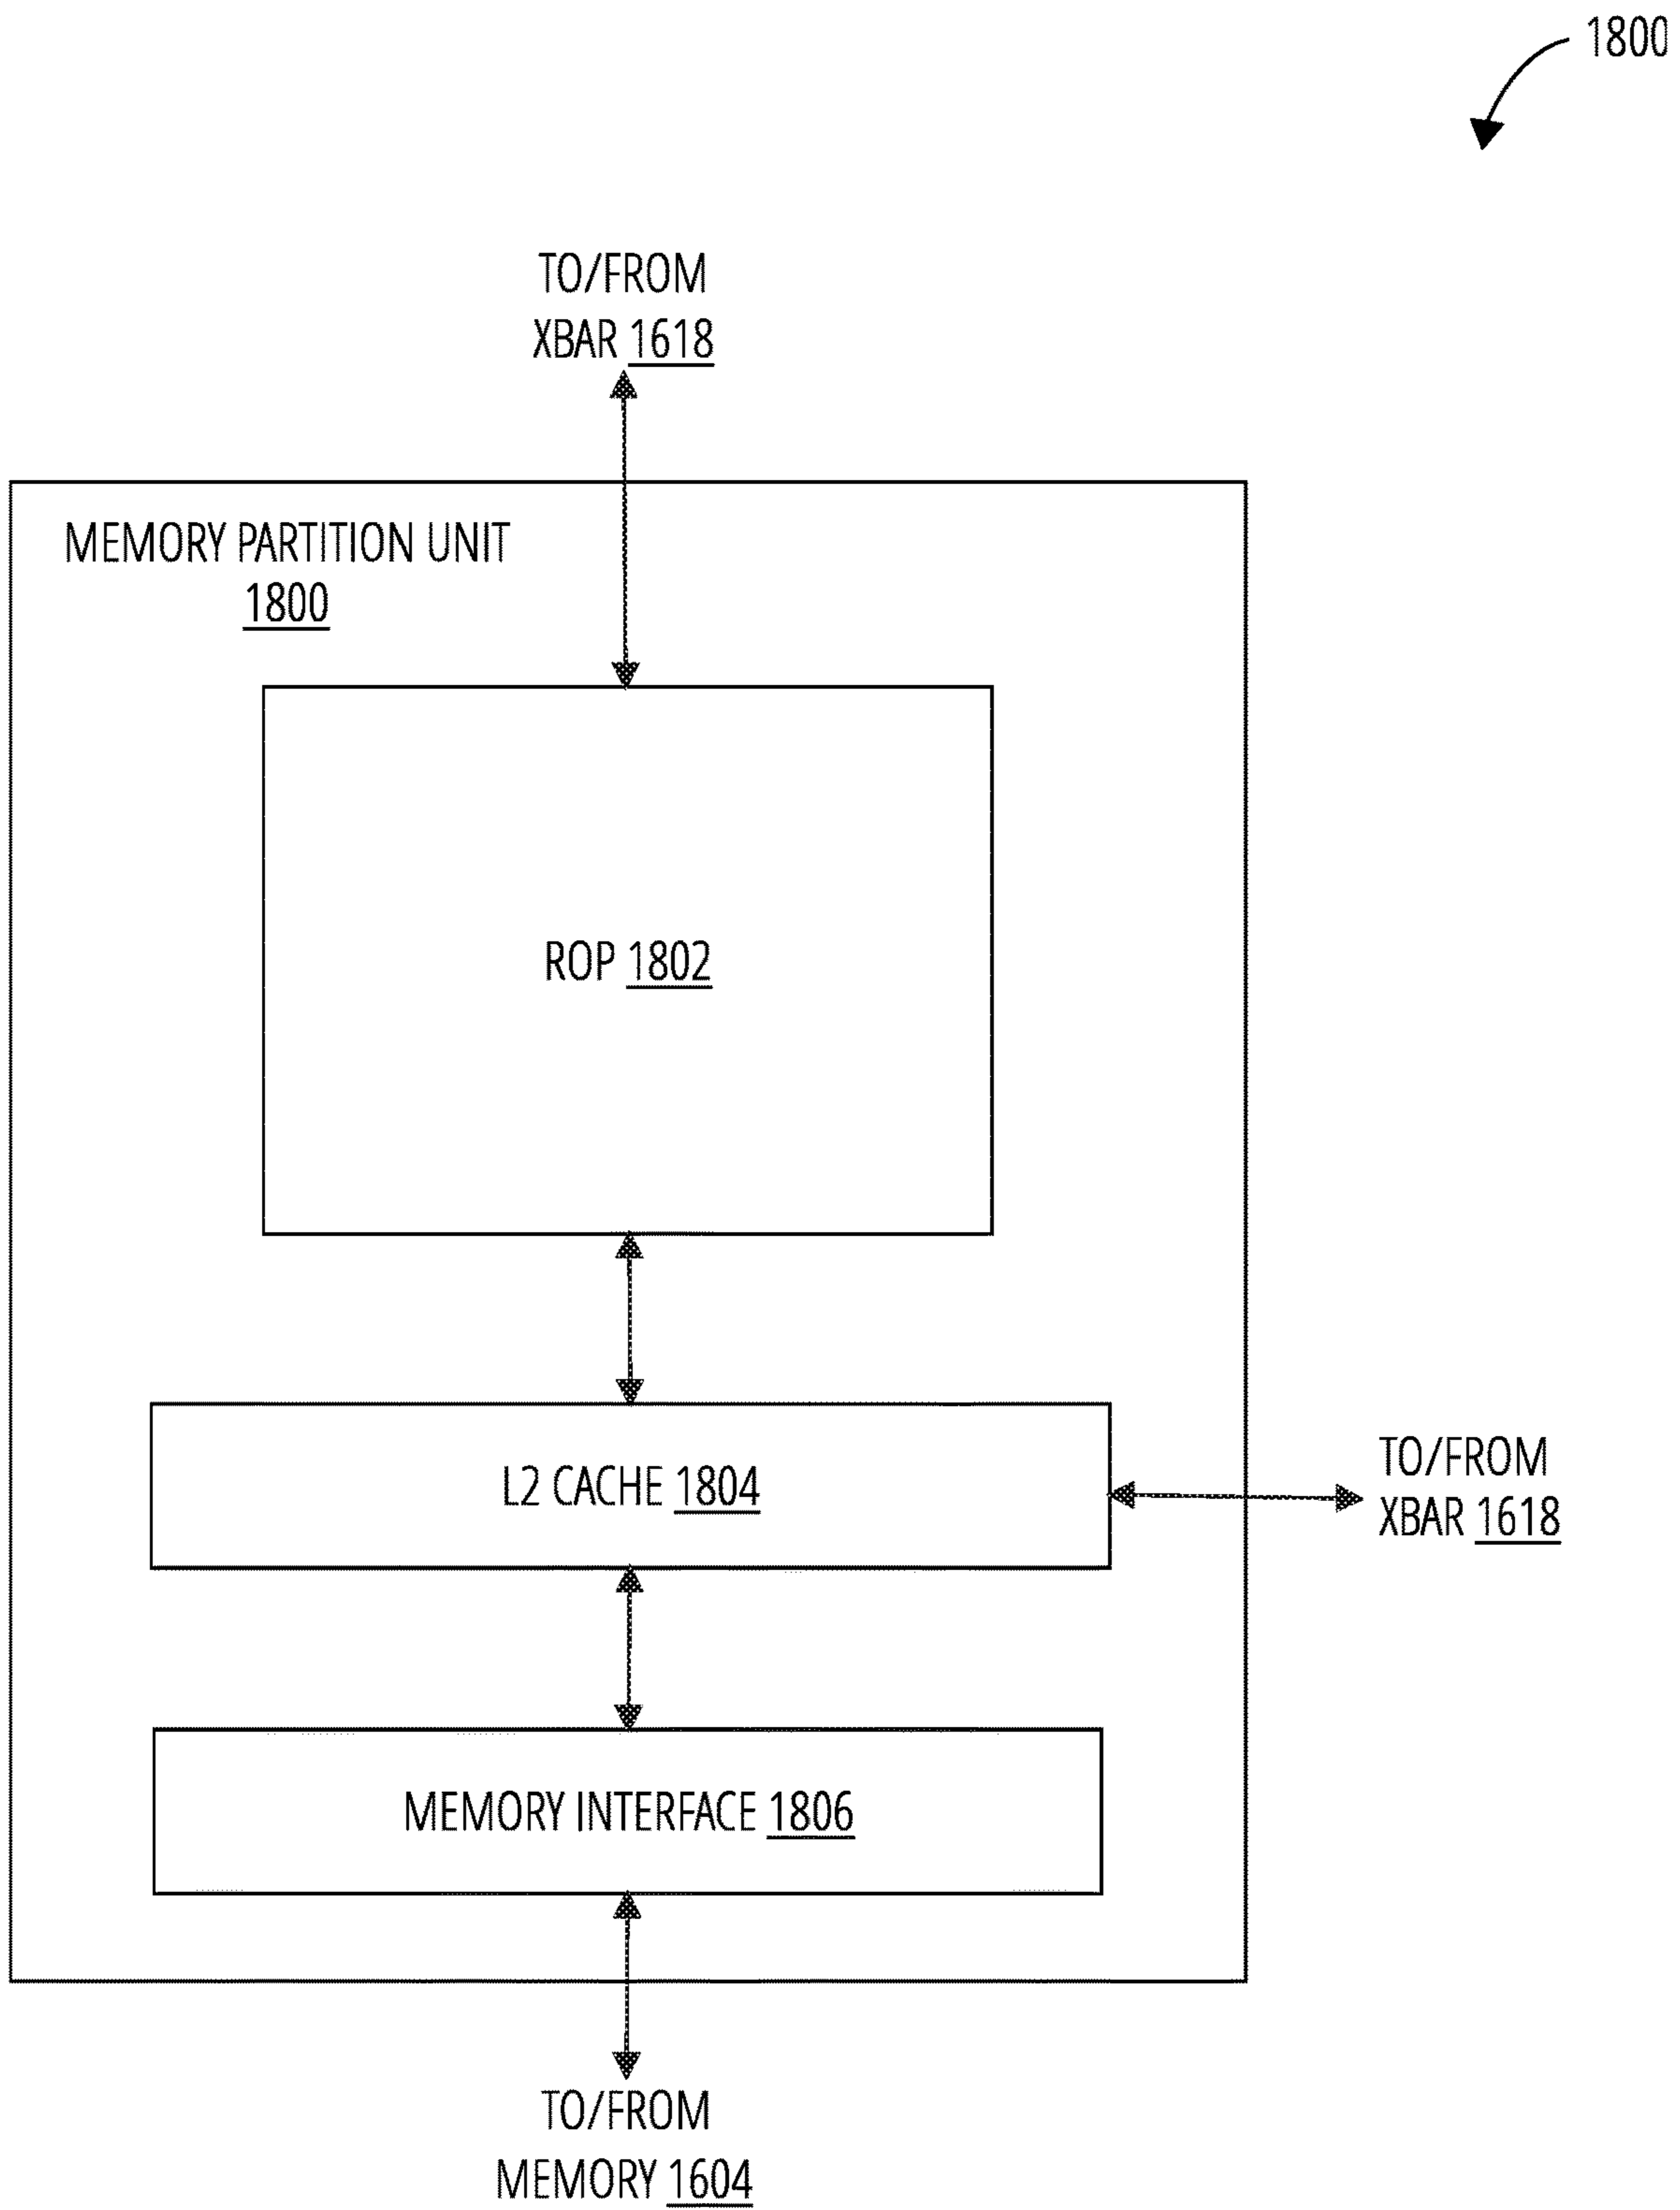 1800
TO/FROM
XBAR 1618
MEMORY PARTITION UNIT
1800
ROP 1802
L2 CACHE 1804
TO/FROM
XBAR 1618
MEMORY INTERFACE 1806
TO/FROM
MEMORY 1604